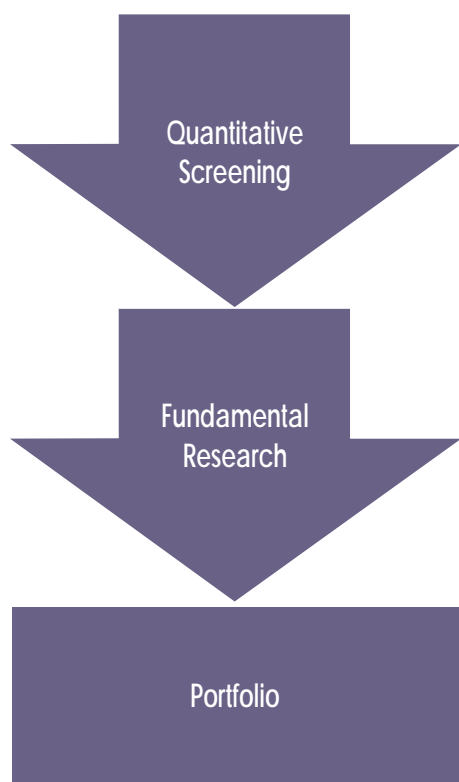 Quantitative
Screening
Fundamental
Research
Portfolio